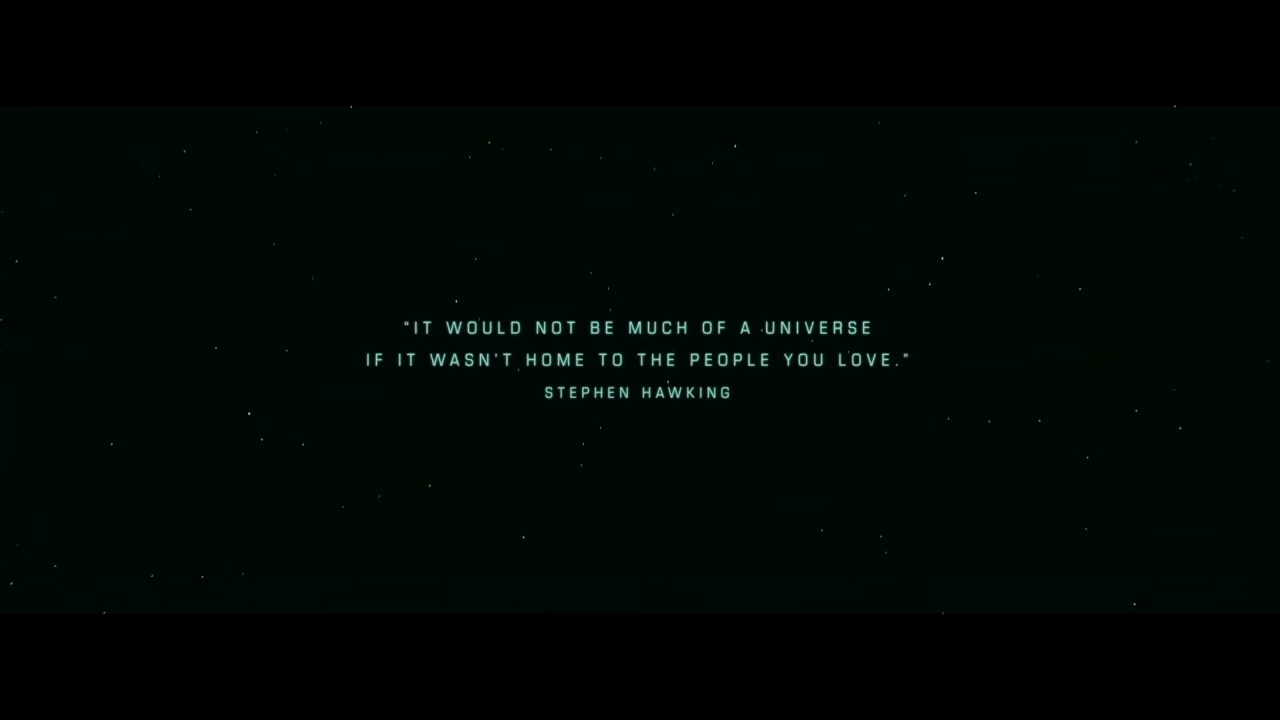 "IT WOULD NOT BE MUCH OF A UNIVERSE
IF IT WASN'T HOME TO THE PEOPLE YOU LOVE."
STEPHEN HAWKING